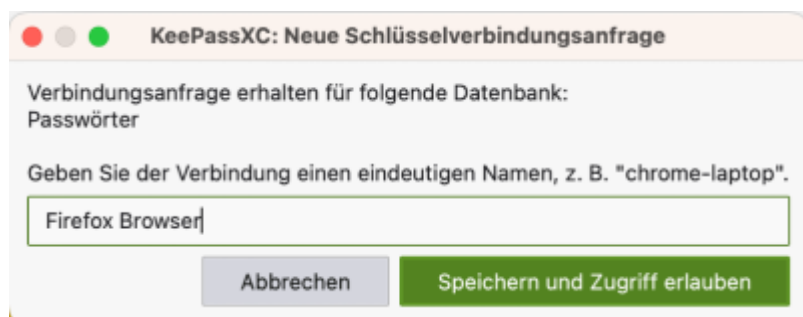 KeePassXC: Neue Schlüsselverbindungsanfrage
Verbindungsanfrage erhalten für folgende Datenbank:
Passwörter
Geben Sie der Verbindung einen eindeutigen Namen, z. B. "chrome-laptop".
Firefox Browser
Abbrechen Speichern und Zugriff erlauben